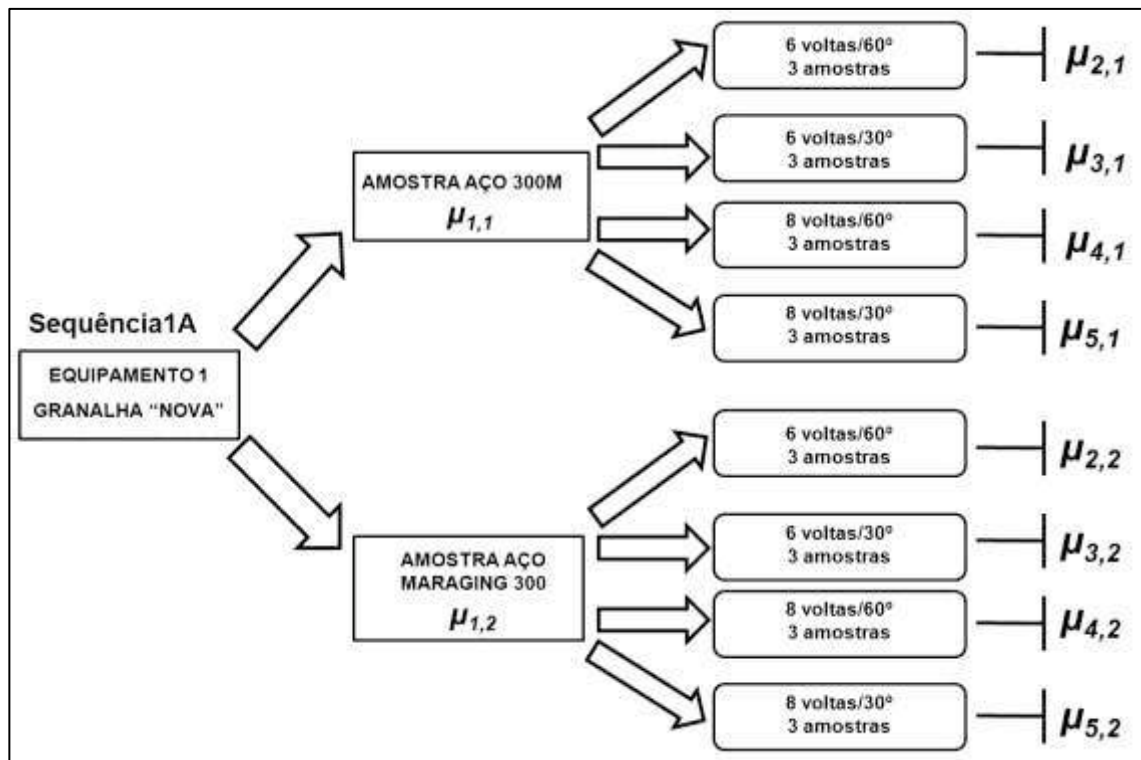 Sequência1A
EQUIPAMENTO 1
GRANALHA “NOVA”
AMOSTRA AÇO 300M
μ1,1
6 voltas/60º
3 amostras
μ2,1
6 voltas/30º
3 amostras
μ3,1
8 voltas/60º
3 amostras
μ4,1
8 voltas/30º
3 amostras
μ5,1
AMOSTRA AÇO
MARAGING 300
μ1,2
6 voltas/60º
3 amostras
μ2,2
6 voltas/30º
3 amostras
μ3,2
8 voltas/60º
3 amostras
μ4,2
8 voltas/30º
3 amostras
μ5,2